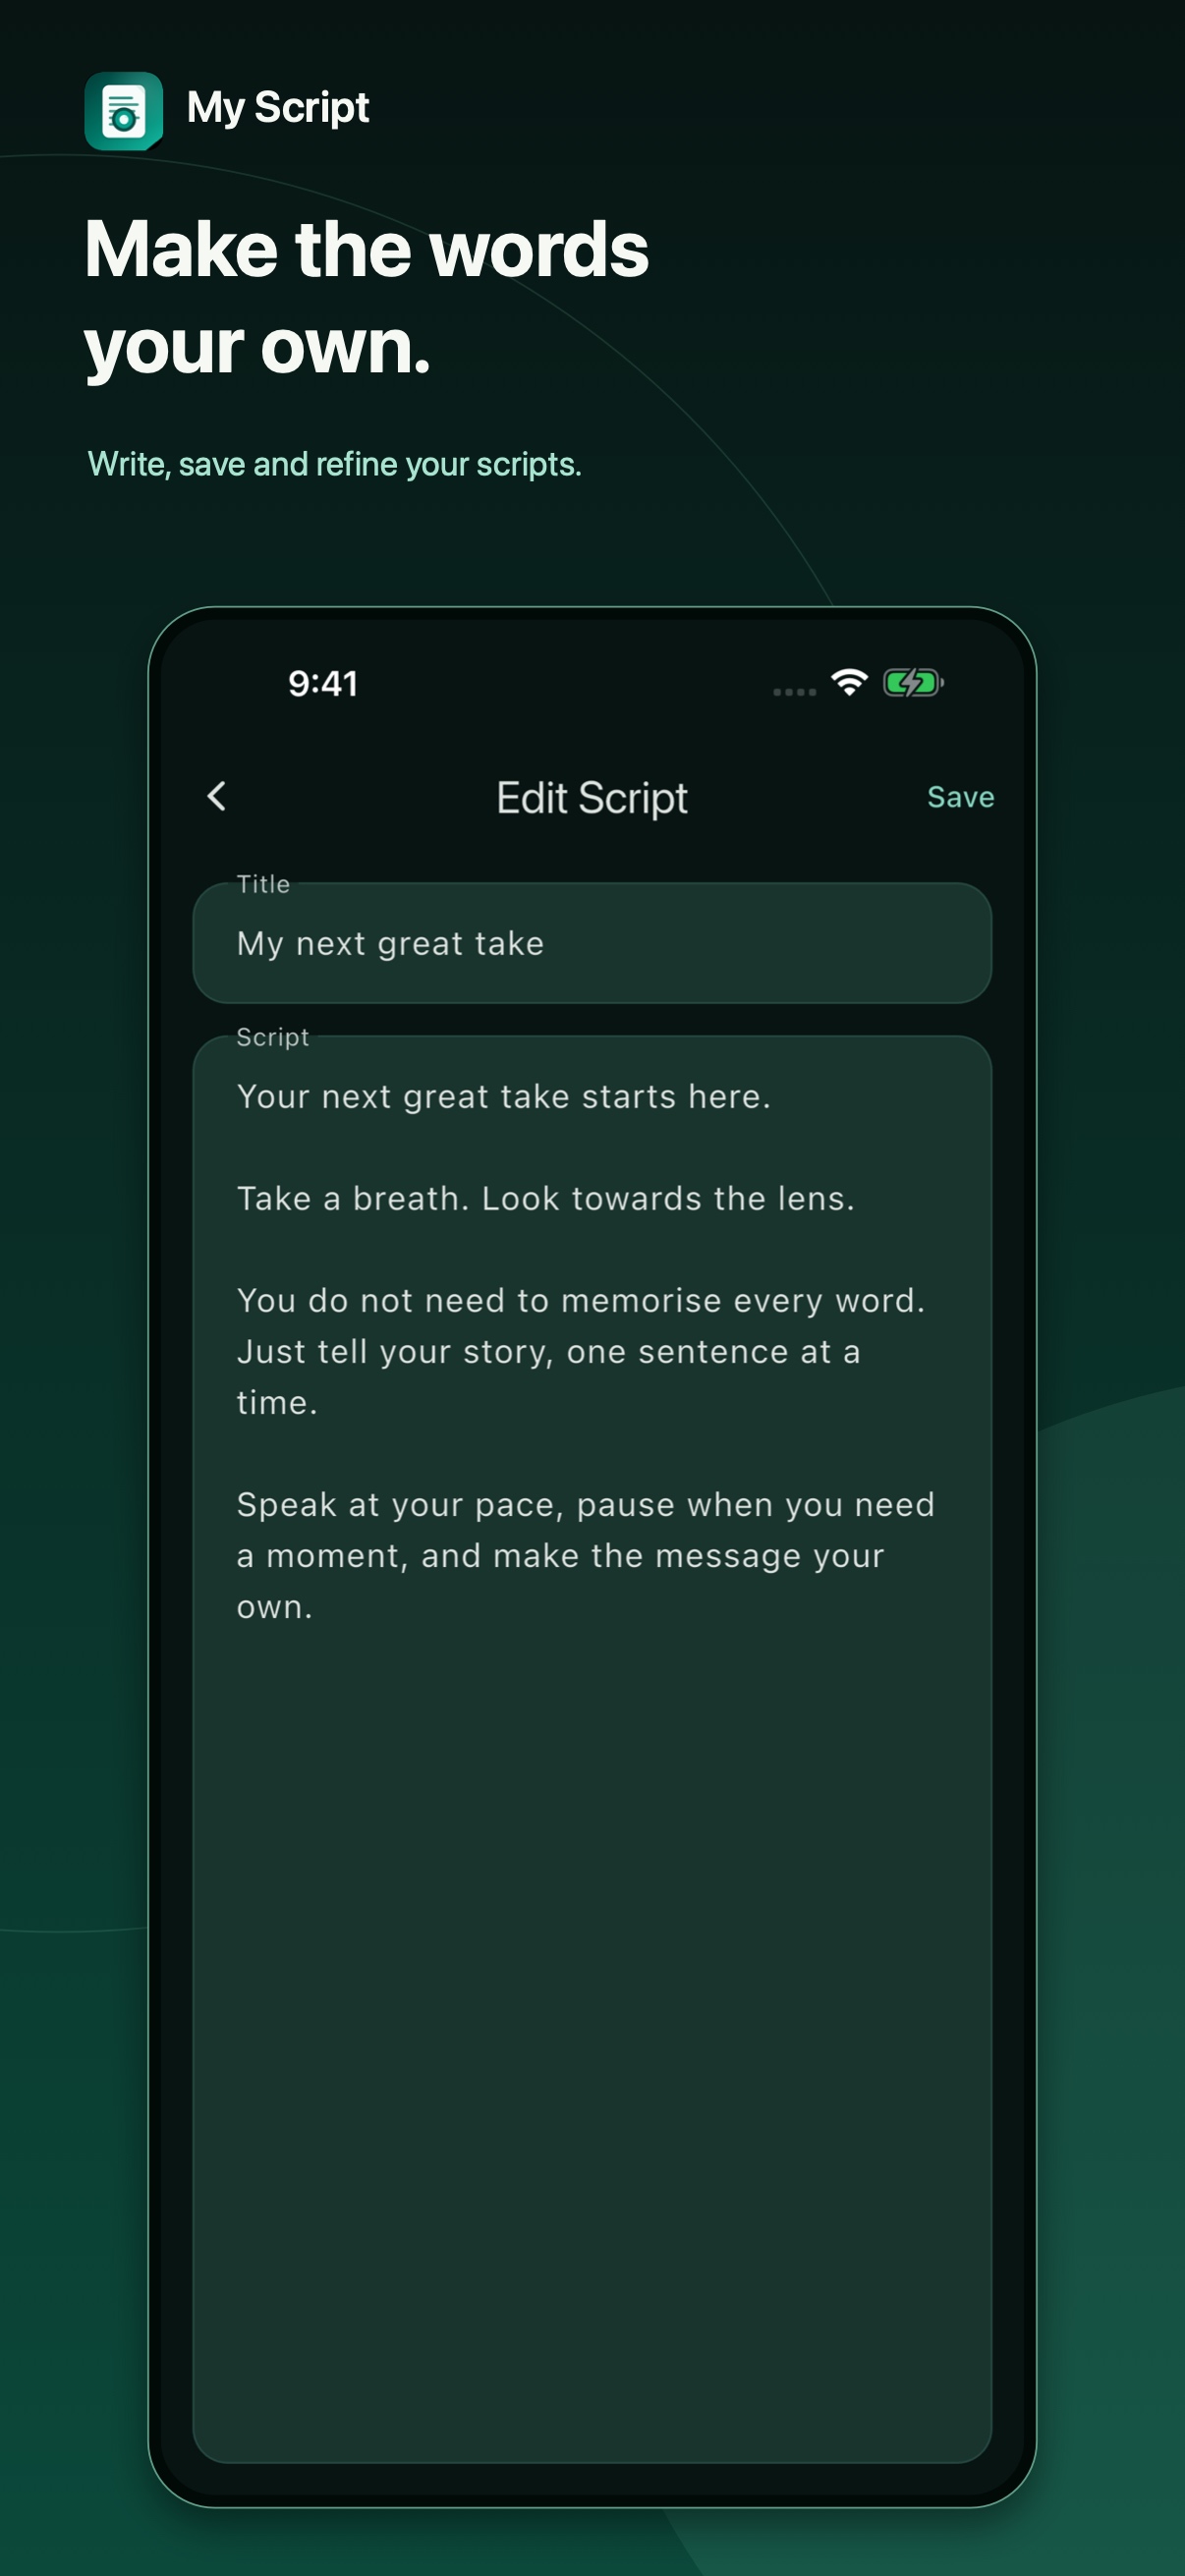 My Script
Make the words
your own.
Write, save and refine your scripts.
9:41
Edit Script
Save
Title
My next great take
Script
Your next great take starts here.
Take a breath. Look towards the lens.
You do not need to memorise every word.
Just tell your story, one sentence at a
time.
Speak at your pace, pause when you need
a moment, and make the message your
own.